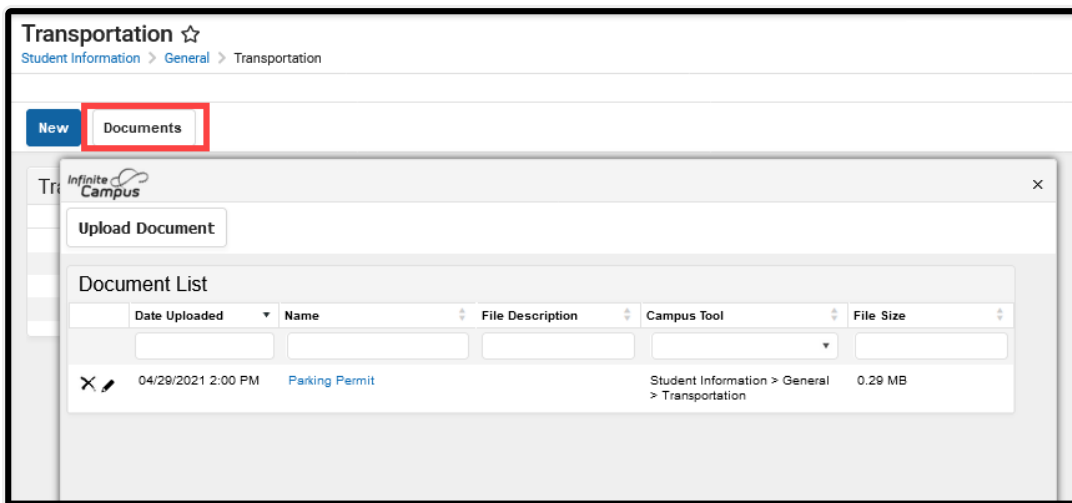 Transportation
Student Information > General > Transportation
New Documents
Tra
Infinite Campus
×
Upload Document
Document List
Date Uploaded Name File Description Campus Tool File Size
04/29/2021 2:00 PM Parking Permit Student Information > General 0.29 MB
> Transportation